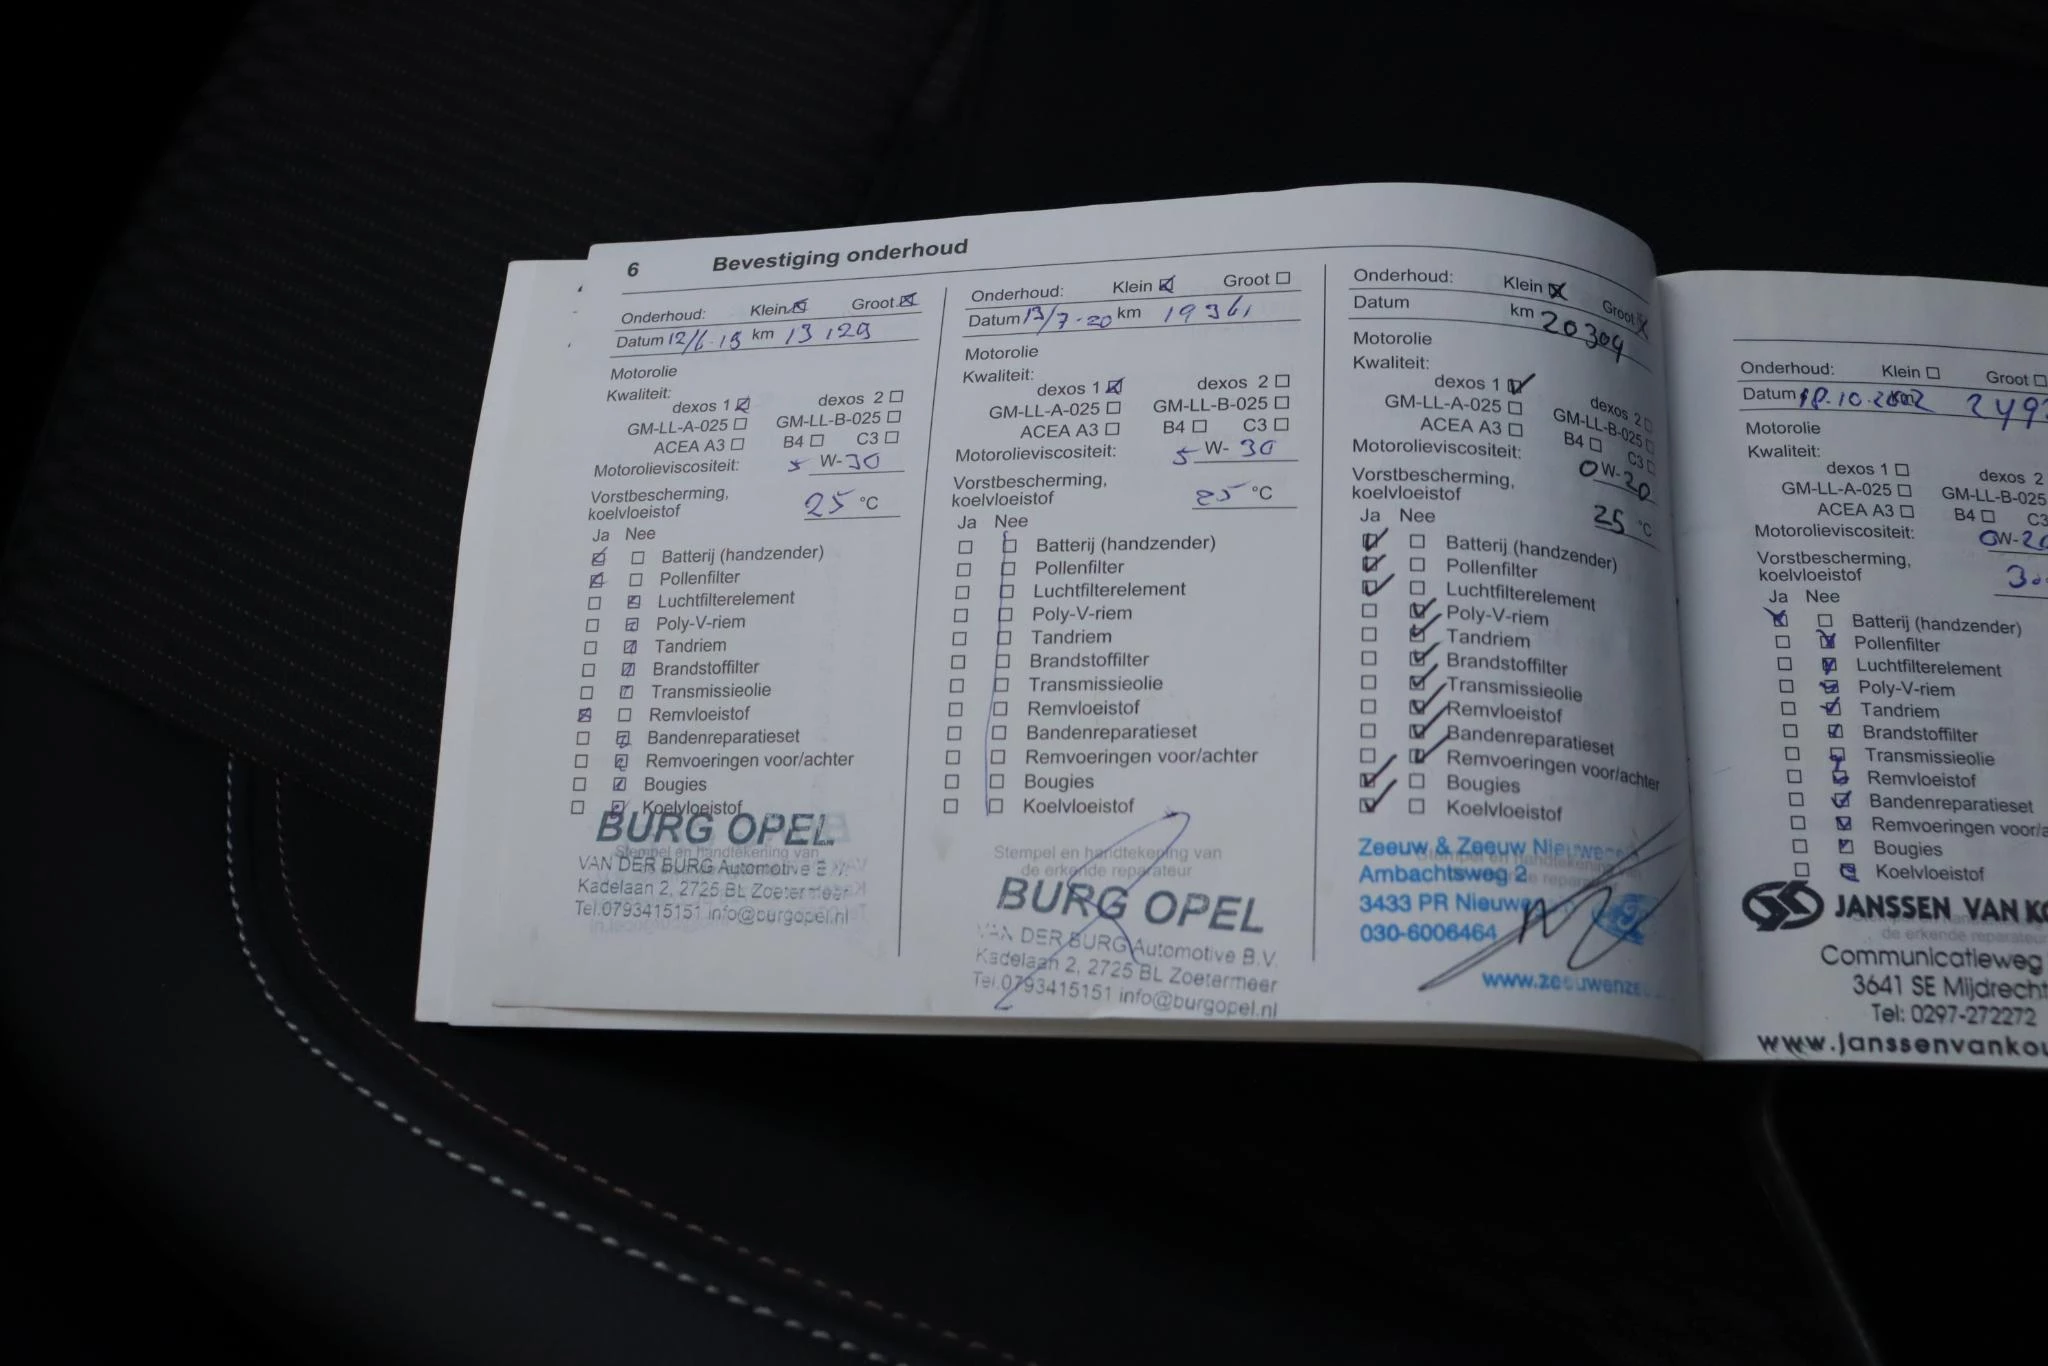 6 Bevestiging onderhoud
Onderhoud: Klein Groot
Datum 12/6-19 km 13 129
Motorolie
Kwaliteit:
dexos 1 dexos 2
GM-LL-A-025 GM-LL-B-025
ACEA A3 B4 C3
Motorolieviscositeit: 5 W-30
Vorstbescherming,
koelvloeistof 25 °C
Ja Nee
Batterij (handzender)
Pollenfilter
Luchtfilterelement
Poly-V-riem
Tandriem
Brandstoffilter
Transmissieolie
Remvloeistof
Bandenreparatieset
Remvoeringen voor/achter
Bougies
Koelvloeistof
BURG OPEL
Stempel en handtekening van
VAN DER BURG Automotive B.V.
Kadelaan 2, 2725 BL Zoetermeer
Tel.0793415151 info@burgopel.nl
Onderhoud: Klein Groot
Datum 13/7-20 km 19 361
Motorolie
Kwaliteit:
dexos 1 dexos 2
GM-LL-A-025 GM-LL-B-025
ACEA A3 B4 C3
Motorolieviscositeit: 5 W-30
Vorstbescherming,
koelvloeistof 25 °C
Ja Nee
Batterij (handzender)
Pollenfilter
Luchtfilterelement
Poly-V-riem
Tandriem
Brandstoffilter
Transmissieolie
Remvloeistof
Bandenreparatieset
Remvoeringen voor/achter
Bougies
Koelvloeistof
Stempel en handtekening van
de erkende reparateur
BURG OPEL
VAN DER BURG Automotive B.V.
Kadelaan 2, 2725 BL Zoetermeer
Tel.0793415151 info@burgopel.nl
Onderhoud: Klein Groot
Datum km 20304
Motorolie
Kwaliteit:
dexos 1 dexos 2
GM-LL-A-025 GM-LL-B-025
ACEA A3 B4 C3
Motorolieviscositeit: 0W-20
Vorstbescherming,
koelvloeistof 25 °C
Ja Nee
Batterij (handzender)
Pollenfilter
Luchtfilterelement
Poly-V-riem
Tandriem
Brandstoffilter
Transmissieolie
Remvloeistof
Bandenreparatieset
Remvoeringen voor/achter
Bougies
Koelvloeistof
Zeeuw & Zeeuw
Ambachtsweg 2
3433 PR
030-6006464
Onderhoud: Klein Groot
Datum km
Motorolie
Kwaliteit:
dexos 1 dexos 2
GM-LL-A-025 GM-LL-B-025
ACEA A3 B4
Motorolieviscositeit: 0W-20
Vorstbescherming,
koelvloeistof
Ja Nee
Batterij (handzender)
Pollenfilter
Luchtfilterelement
Poly-V-riem
Tandriem
Brandstoffilter
Transmissieolie
Remvloeistof
Bandenreparatieset
Remvoeringen voor/a
Bougies
Koelvloeistof
JANSSEN VAN KO
de erkende reparateur
Communicatieweg
3641 SE Mijdrecht
Tel: 0297-272272
www.janssenvankou